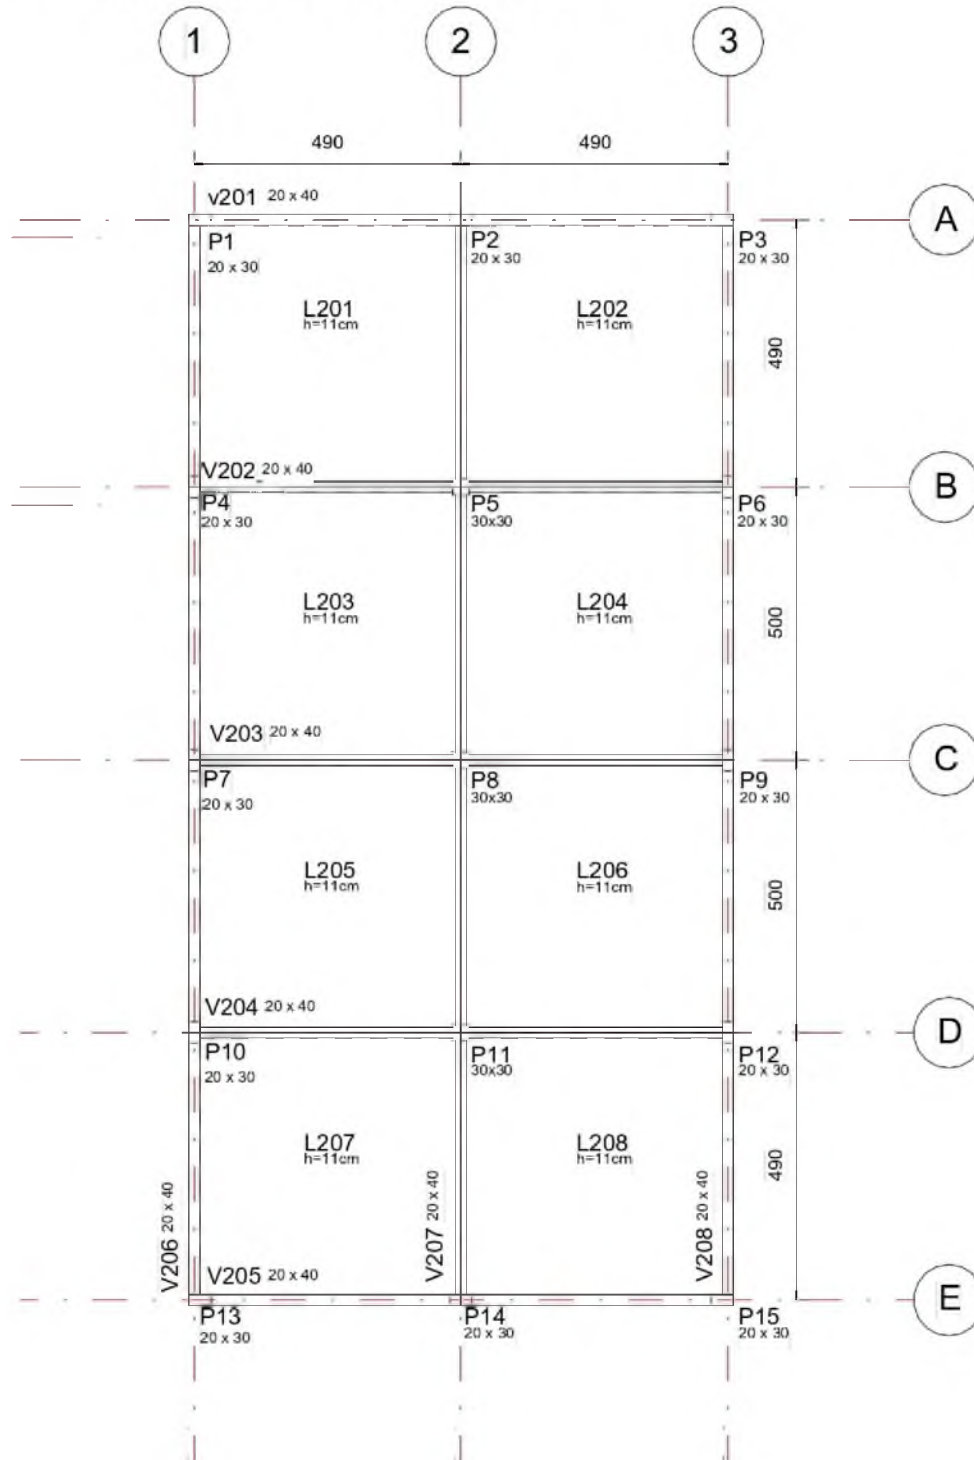 1 2 3
490 490
v201 20 x 40
A
P1 P2 P3
20 x 30 20 x 30 20 x 30
L201 L202
h=11cm h=11cm
490
V202 20 x 40
B
P4 P5 P6
20 x 30 30x30 20 x 30
L203 L204
h=11cm h=11cm
500
V203 20 x 40
C
P7 P8 P9
20 x 30 30x30 20 x 30
L205 L206
h=11cm h=11cm
500
V204 20 x 40
D
P10 P11 P12
20 x 30 30x30 20 x 30
L207 L208
h=11cm h=11cm
490
V206 20 x 40
V207 20 x 40
V208 20 x 40
V205 20 x 40
E
P13 P14 P15
20 x 30 20 x 30 20 x 30